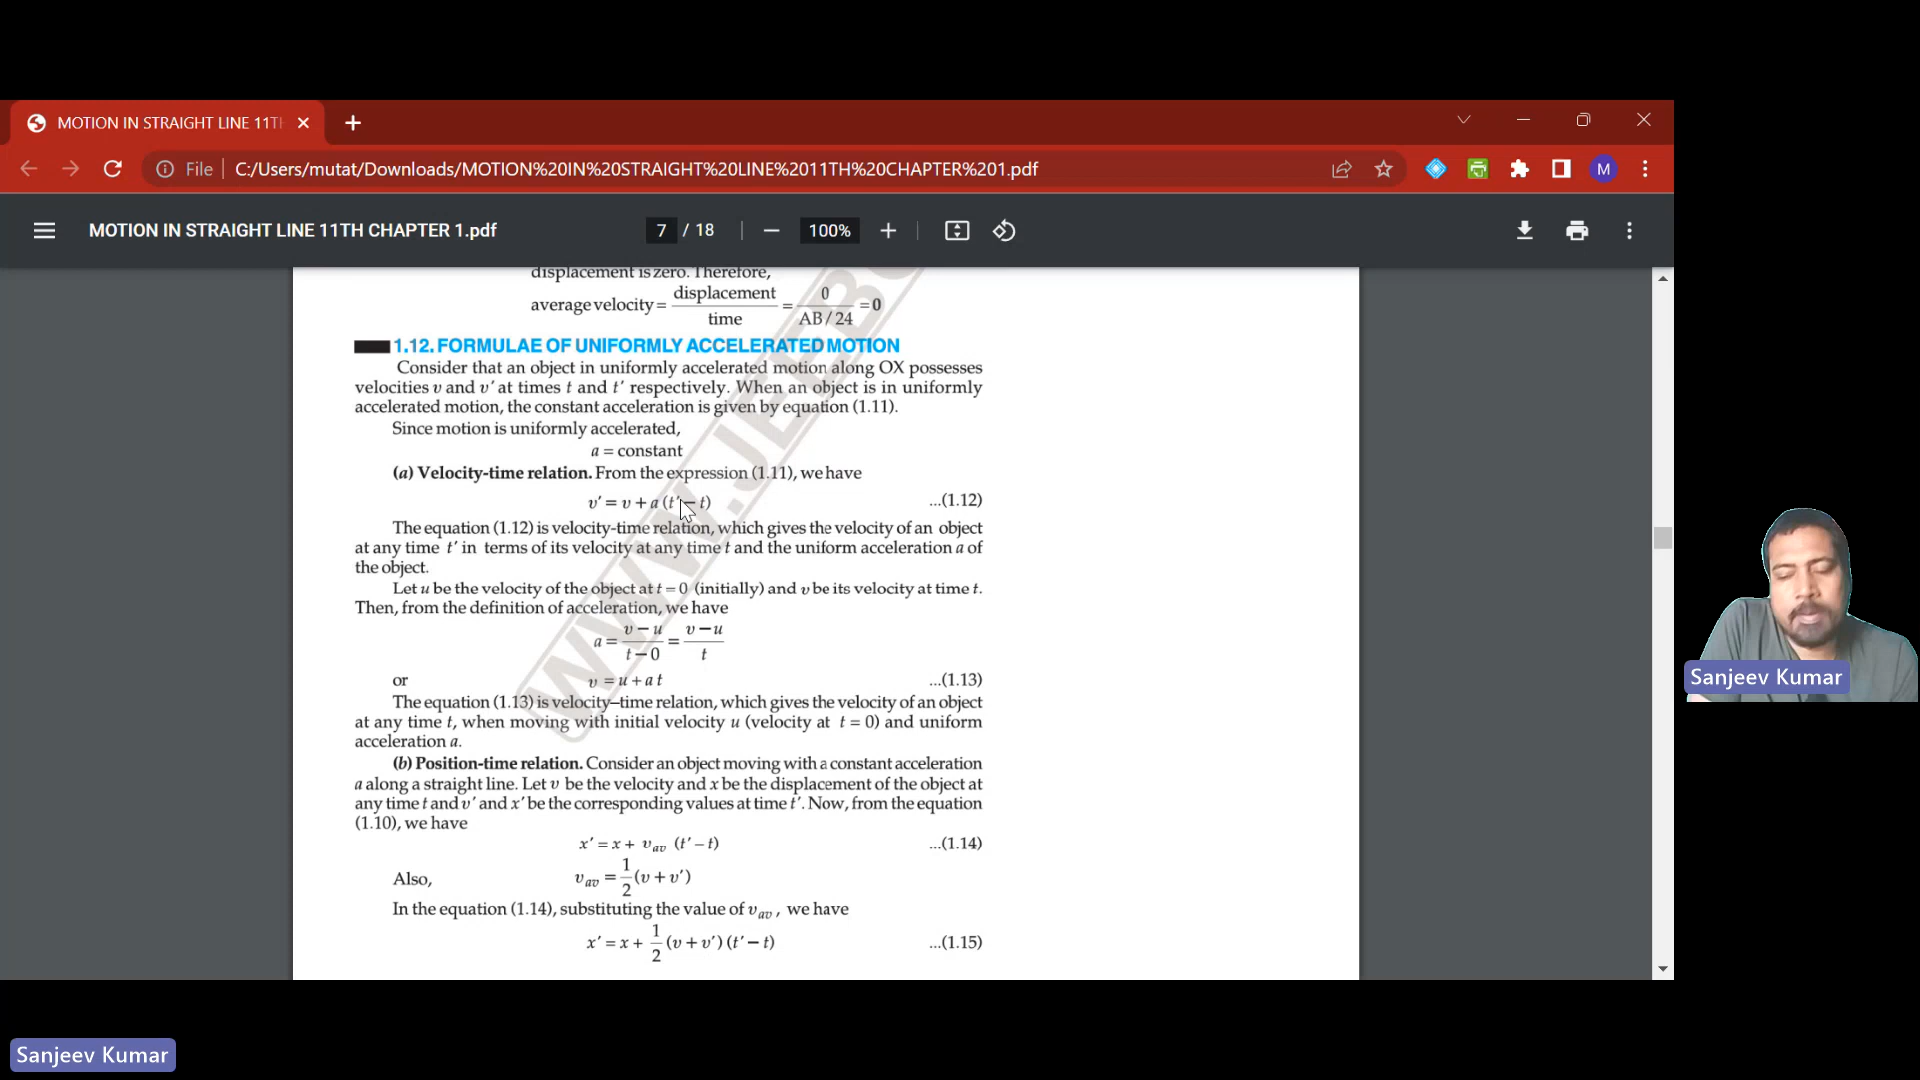 MOTION IN STRAIGHT LINE 11TH
File C:/Users/mutat/Downloads/MOTION%20IN%20STRAIGHT%20LINE%2011TH%20CHAPTER%201.pdf
M
MOTION IN STRAIGHT LINE 11TH CHAPTER 1.pdf
7 / 18
100%
displacement is zero. Therefore,
average velocity = displacement / time = 0 / AB / 24 = 0
1.12. FORMULAE OF UNIFORMLY ACCELERATED MOTION
Consider that an object in uniformly accelerated motion along OX possesses
velocities v and v′ at times t and t′ respectively. When an object is in uniformly
accelerated motion, the constant acceleration is given by equation (1.11).
Since motion is uniformly accelerated,
a = constant
(a) Velocity-time relation. From the expression (1.11), we have
v′ = v + a (t′ – t) ...(1.12)
The equation (1.12) is velocity-time relation, which gives the velocity of an object
at any time t′ in terms of its velocity at any time t and the uniform acceleration a of
the object.
Let u be the velocity of the object at t = 0 (initially) and v be its velocity at time t.
Then, from the definition of acceleration, we have
a = v – u / t – 0 = v – u / t
or v = u + a t ...(1.13)
The equation (1.13) is velocity–time relation, which gives the velocity of an object
at any time t, when moving with initial velocity u (velocity at t = 0) and uniform
acceleration a.
(b) Position-time relation. Consider an object moving with a constant acceleration
a along a straight line. Let v be the velocity and x be the displacement of the object at
any time t and v′ and x′ be the corresponding values at time t′. Now, from the equation
(1.10), we have
x′ = x + v av (t′ – t) ...(1.14)
Also, v av = 1/2 (v + v′)
In the equation (1.14), substituting the value of v av , we have
x′ = x + 1/2 (v + v′) (t′ – t) ...(1.15)
WWW.JEEBO
Sanjeev Kumar
Sanjeev Kumar